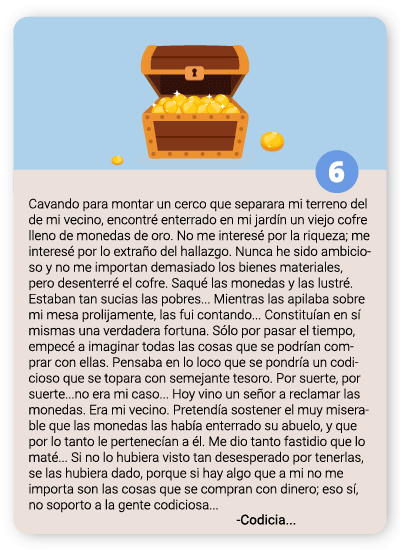 6
Cavando para montar un cerco que separara mi terreno del
de mi vecino, encontré enterrado en mi jardín un viejo cofre
lleno de monedas de oro. No me interesé por la riqueza; me
interesé por lo extraño del hallazgo. Nunca he sido ambicio-
so y no me importan demasiado los bienes materiales,
pero desenterré el cofre. Saqué las monedas y las lustré.
Estaban tan sucias las pobres... Mientras las apilaba sobre
mi mesa prolijamente, las fui contando... Constituían en sí
mismas una verdadera fortuna. Sólo por pasar el tiempo,
empecé a imaginar todas las cosas que se podrían com-
prar con ellas. Pensaba en lo loco que se pondría un codi-
cioso que se topara con semejante tesoro. Por suerte, por
suerte...no era mi caso... Hoy vino un señor a reclamar las
monedas. Era mi vecino. Pretendía sostener el muy misera-
ble que las monedas las había enterrado su abuelo, y que
por lo tanto le pertenecían a él. Me dio tanto fastidio que lo
maté... Si no lo hubiera visto tan desesperado por tenerlas,
se las hubiera dado, porque si hay algo que a mi no me
importa son las cosas que se compran con dinero; eso sí,
no soporto a la gente codiciosa...
-Codicia...